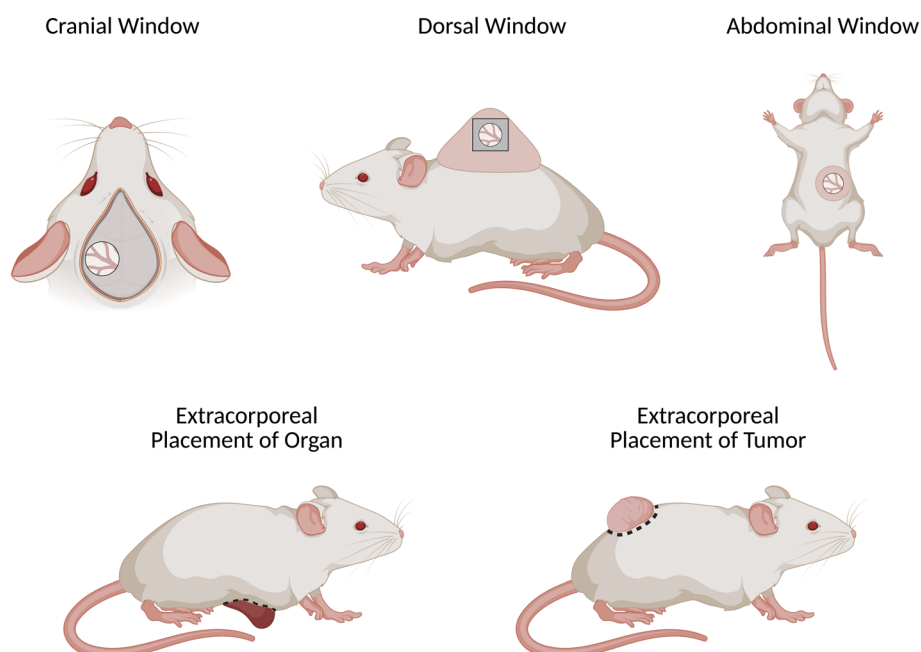 Cranial Window
Dorsal Window
Abdominal Window
Extracorporeal
Placement of Organ
Extracorporeal
Placement of Tumor